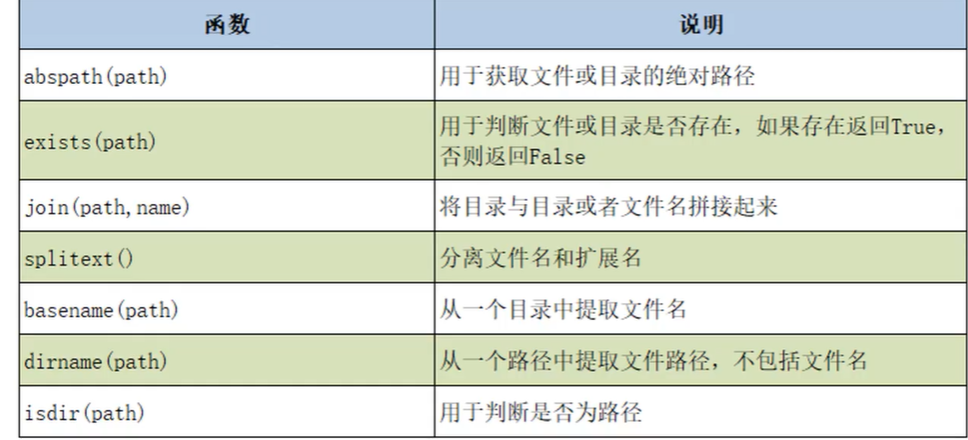 函数 说明
abspath(path) 用于获取文件或目录的绝对路径
exists(path) 用于判断文件或目录是否存在，如果存在返回True，
否则返回False
join(path,name) 将目录与目录或者文件名拼接起来
splitext() 分离文件名和扩展名
basename(path) 从一个目录中提取文件名
dirname(path) 从一个路径中提取文件路径，不包括文件名
isdir(path) 用于判断是否为路径